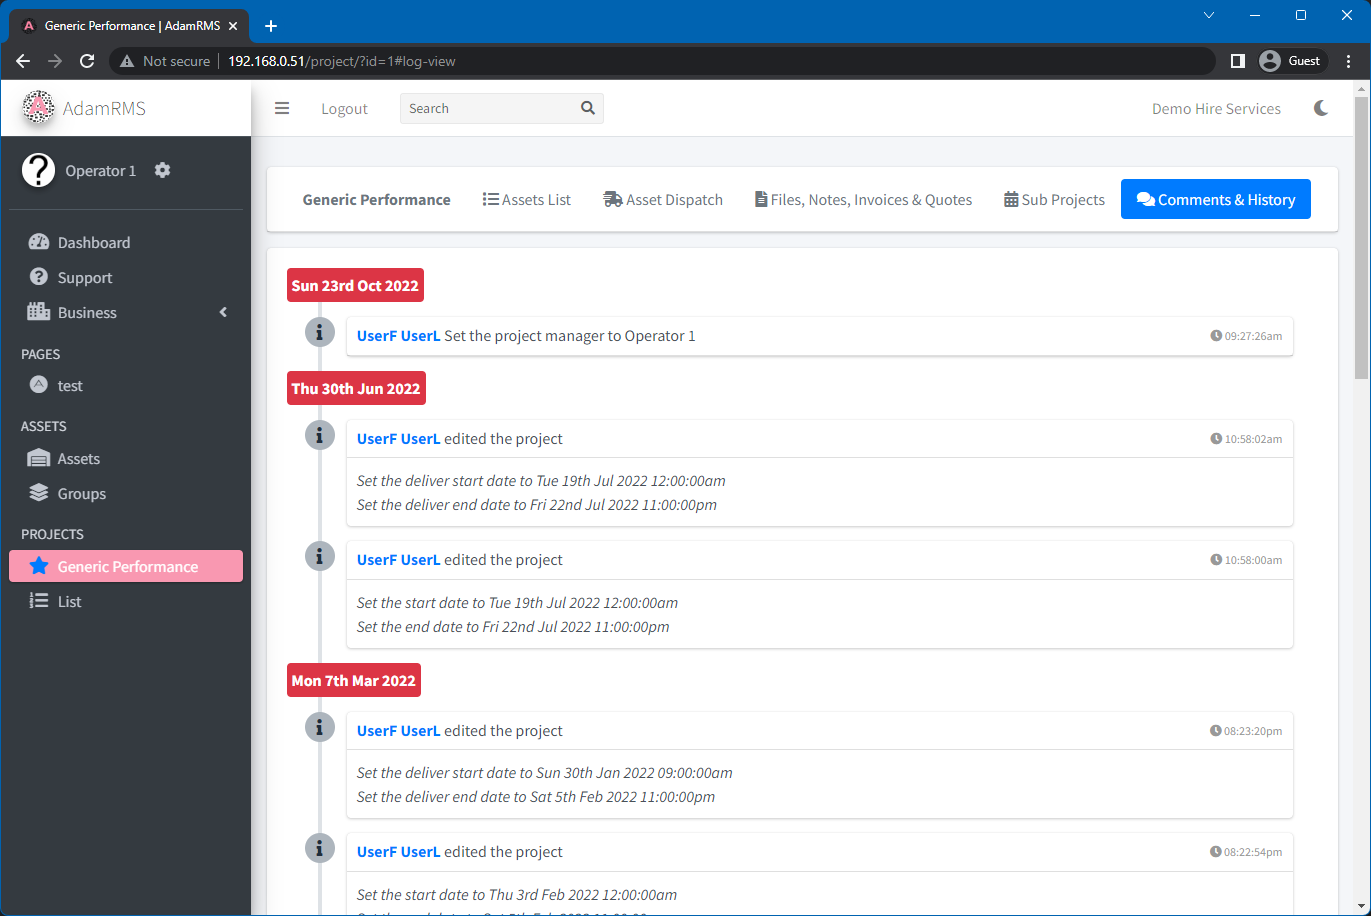 Generic Performance | AdamRMS
Not secure
192.168.0.51/project/?id=1#log-view
Guest
AdamRMS
Logout
Search
Demo Hire Services
Operator 1
Dashboard
Support
Business
PAGES
test
ASSETS
Assets
Groups
PROJECTS
Generic Performance
List
Generic Performance
Assets List
Asset Dispatch
Files, Notes, Invoices & Quotes
Sub Projects
Comments & History
Sun 23rd Oct 2022
UserF UserL Set the project manager to Operator 1
09:27:26am
Thu 30th Jun 2022
UserF UserL edited the project
10:58:02am
Set the deliver start date to Tue 19th Jul 2022 12:00:00am
Set the deliver end date to Fri 22nd Jul 2022 11:00:00pm
UserF UserL edited the project
10:58:00am
Set the start date to Tue 19th Jul 2022 12:00:00am
Set the end date to Fri 22nd Jul 2022 11:00:00pm
Mon 7th Mar 2022
UserF UserL edited the project
08:23:20pm
Set the deliver start date to Sun 30th Jan 2022 09:00:00am
Set the deliver end date to Sat 5th Feb 2022 11:00:00pm
UserF UserL edited the project
08:22:54pm
Set the start date to Thu 3rd Feb 2022 12:00:00am